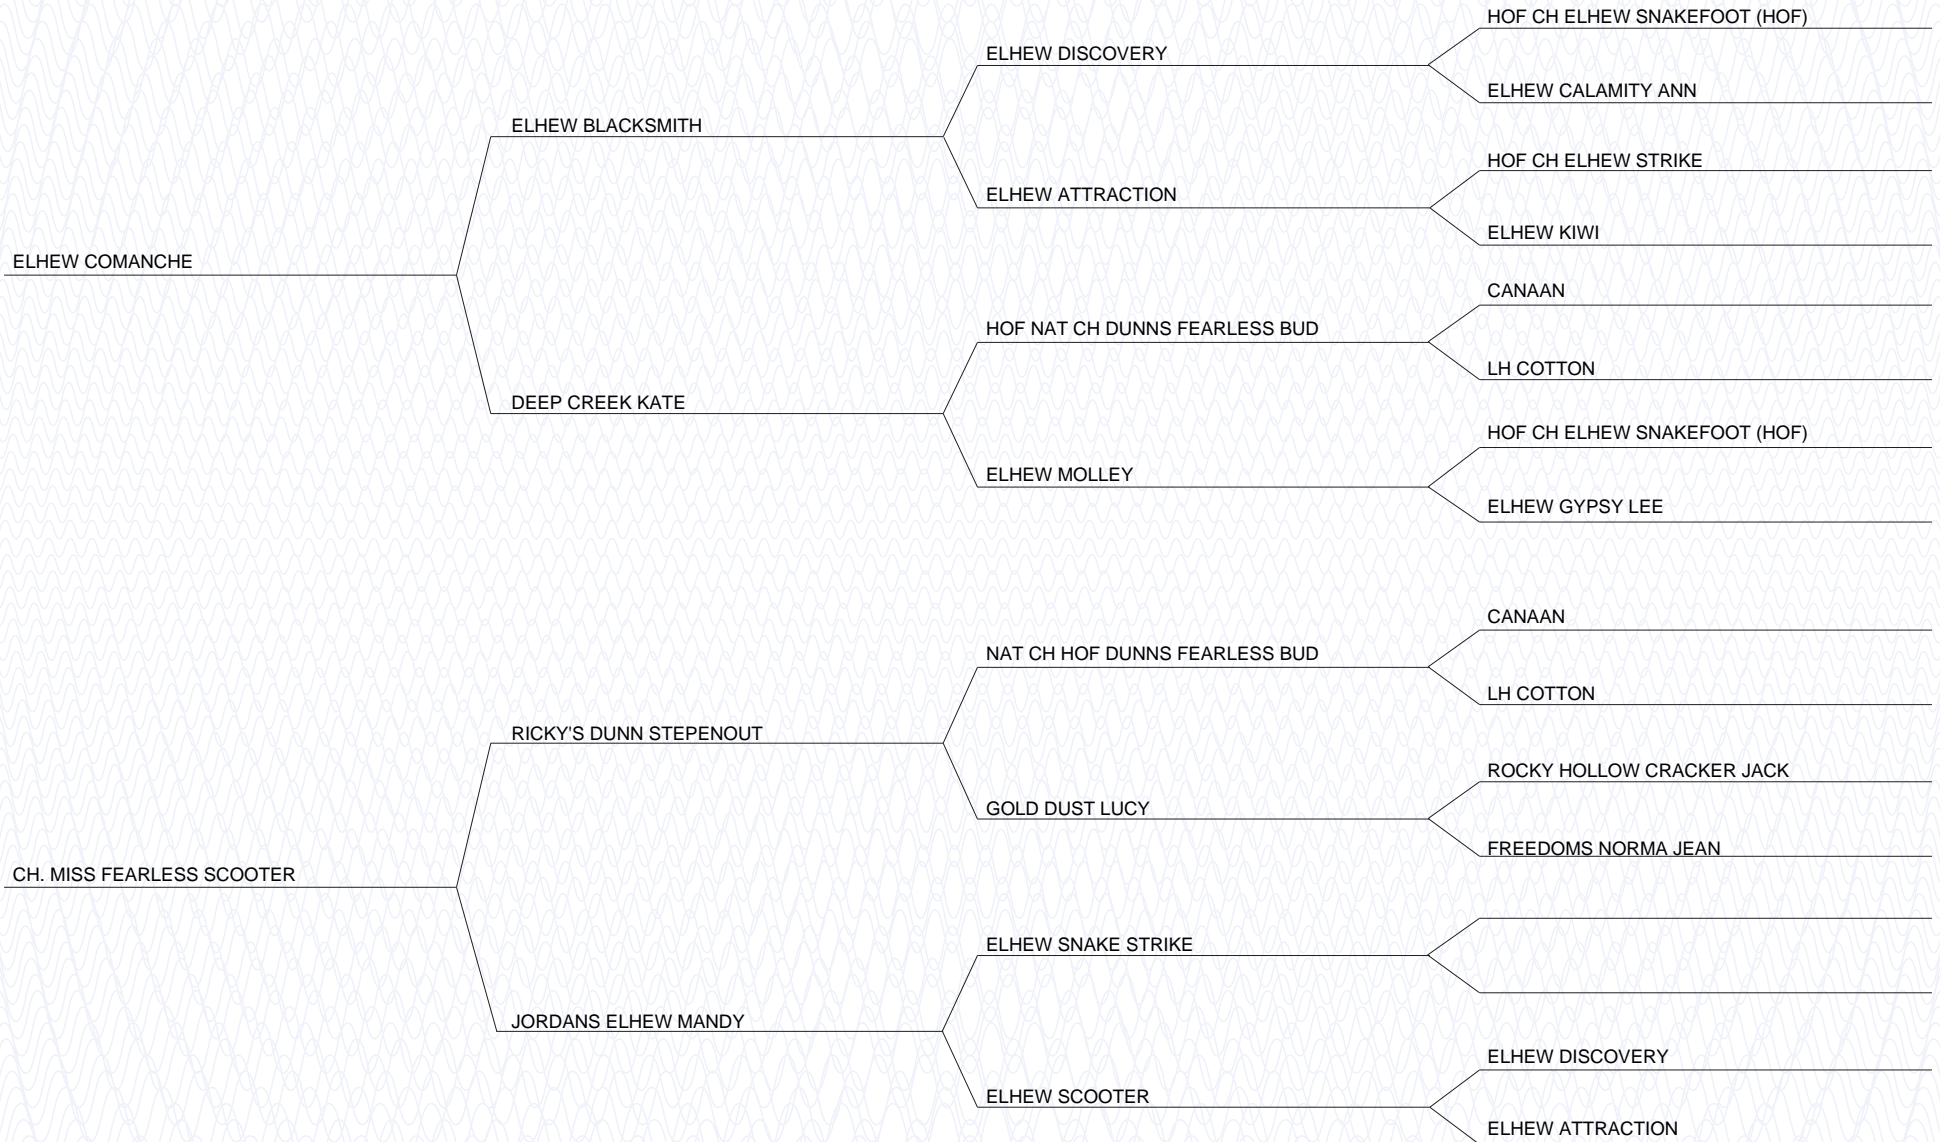 HOF CH ELHEW SNAKEFOOT (HOF)
ELHEW DISCOVERY
ELHEW CALAMITY ANN
ELHEW BLACKSMITH
HOF CH ELHEW STRIKE
ELHEW ATTRACTION
ELHEW KIWI
ELHEW COMANCHE
CANAAN
HOF NAT CH DUNNS FEARLESS BUD
LH COTTON
DEEP CREEK KATE
HOF CH ELHEW SNAKEFOOT (HOF)
ELHEW MOLLEY
ELHEW GYPSY LEE
CANAAN
NAT CH HOF DUNNS FEARLESS BUD
LH COTTON
RICKY'S DUNN STEPENOUT
ROCKY HOLLOW CRACKER JACK
GOLD DUST LUCY
FREEDOMS NORMA JEAN
CH. MISS FEARLESS SCOOTER
ELHEW SNAKE STRIKE
JORDANS ELHEW MANDY
ELHEW DISCOVERY
ELHEW SCOOTER
ELHEW ATTRACTION